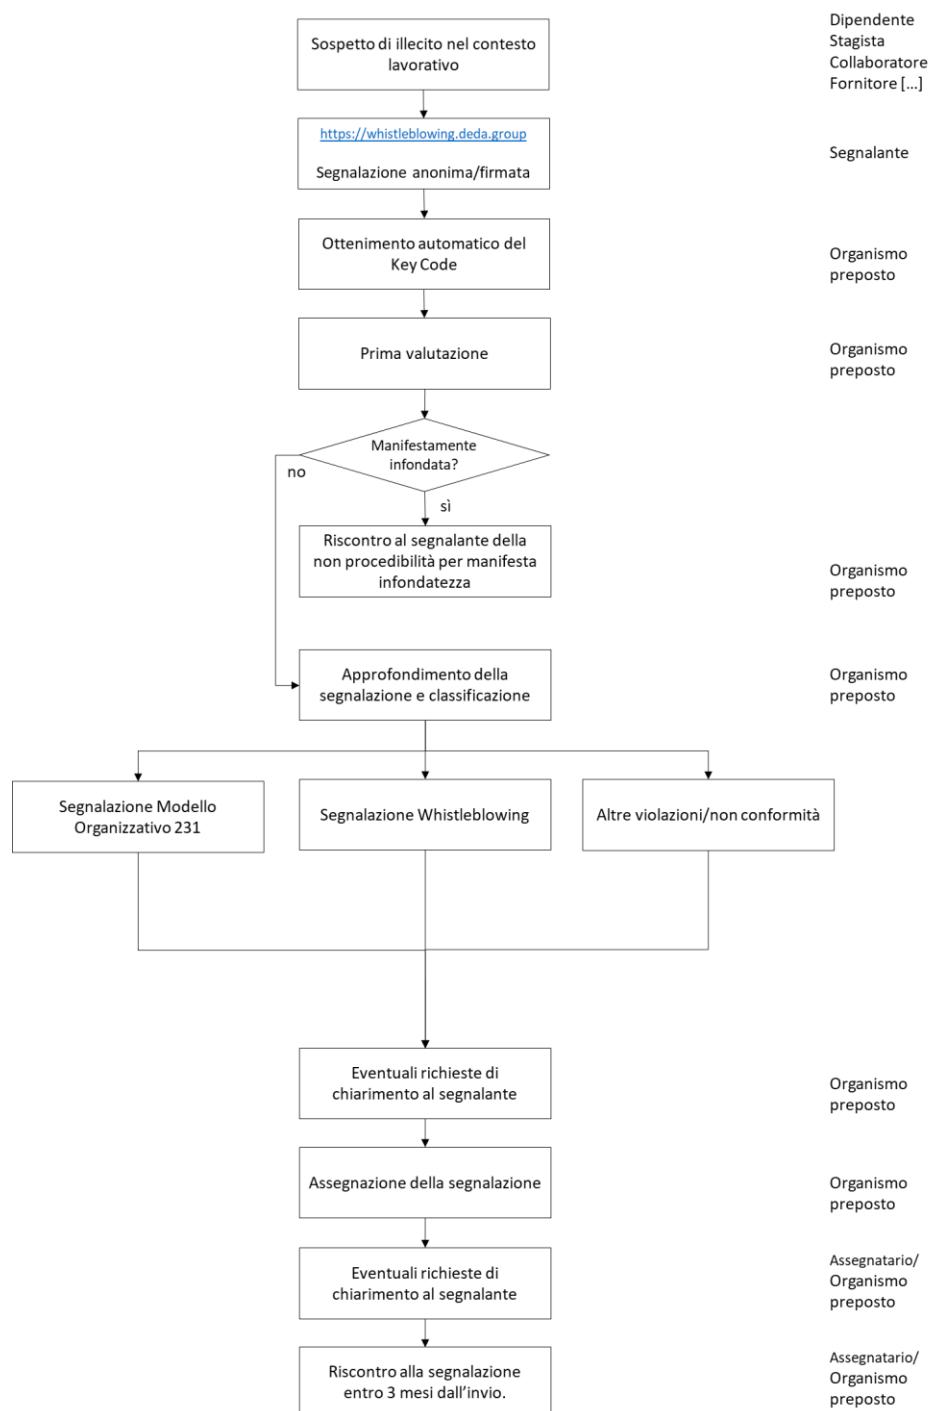 Sospetto di illecito nel contesto
lavorativo
Dipendente
Stagista
Collaboratore
Fornitore […]
https://whistleblowing.deda.group
Segnalazione anonima/firmata
Segnalante
Ottenimento automatico del
Key Code
Organismo
preposto
Prima valutazione
Organismo
preposto
Manifestamente
infondata?
no
sì
Riscontro al segnalante della
non procedibilità per manifesta
infondatezza
Organismo
preposto
Approfondimento della
segnalazione e classificazione
Organismo
preposto
Segnalazione Modello
Organizzativo 231
Segnalazione Whistleblowing
Altre violazioni/non conformità
Eventuali richieste di
chiarimento al segnalante
Organismo
preposto
Assegnazione della segnalazione
Organismo
preposto
Eventuali richieste di
chiarimento al segnalante
Assegnatario/
Organismo
preposto
Riscontro alla segnalazione
entro 3 mesi dall’invio.
Assegnatario/
Organismo
preposto